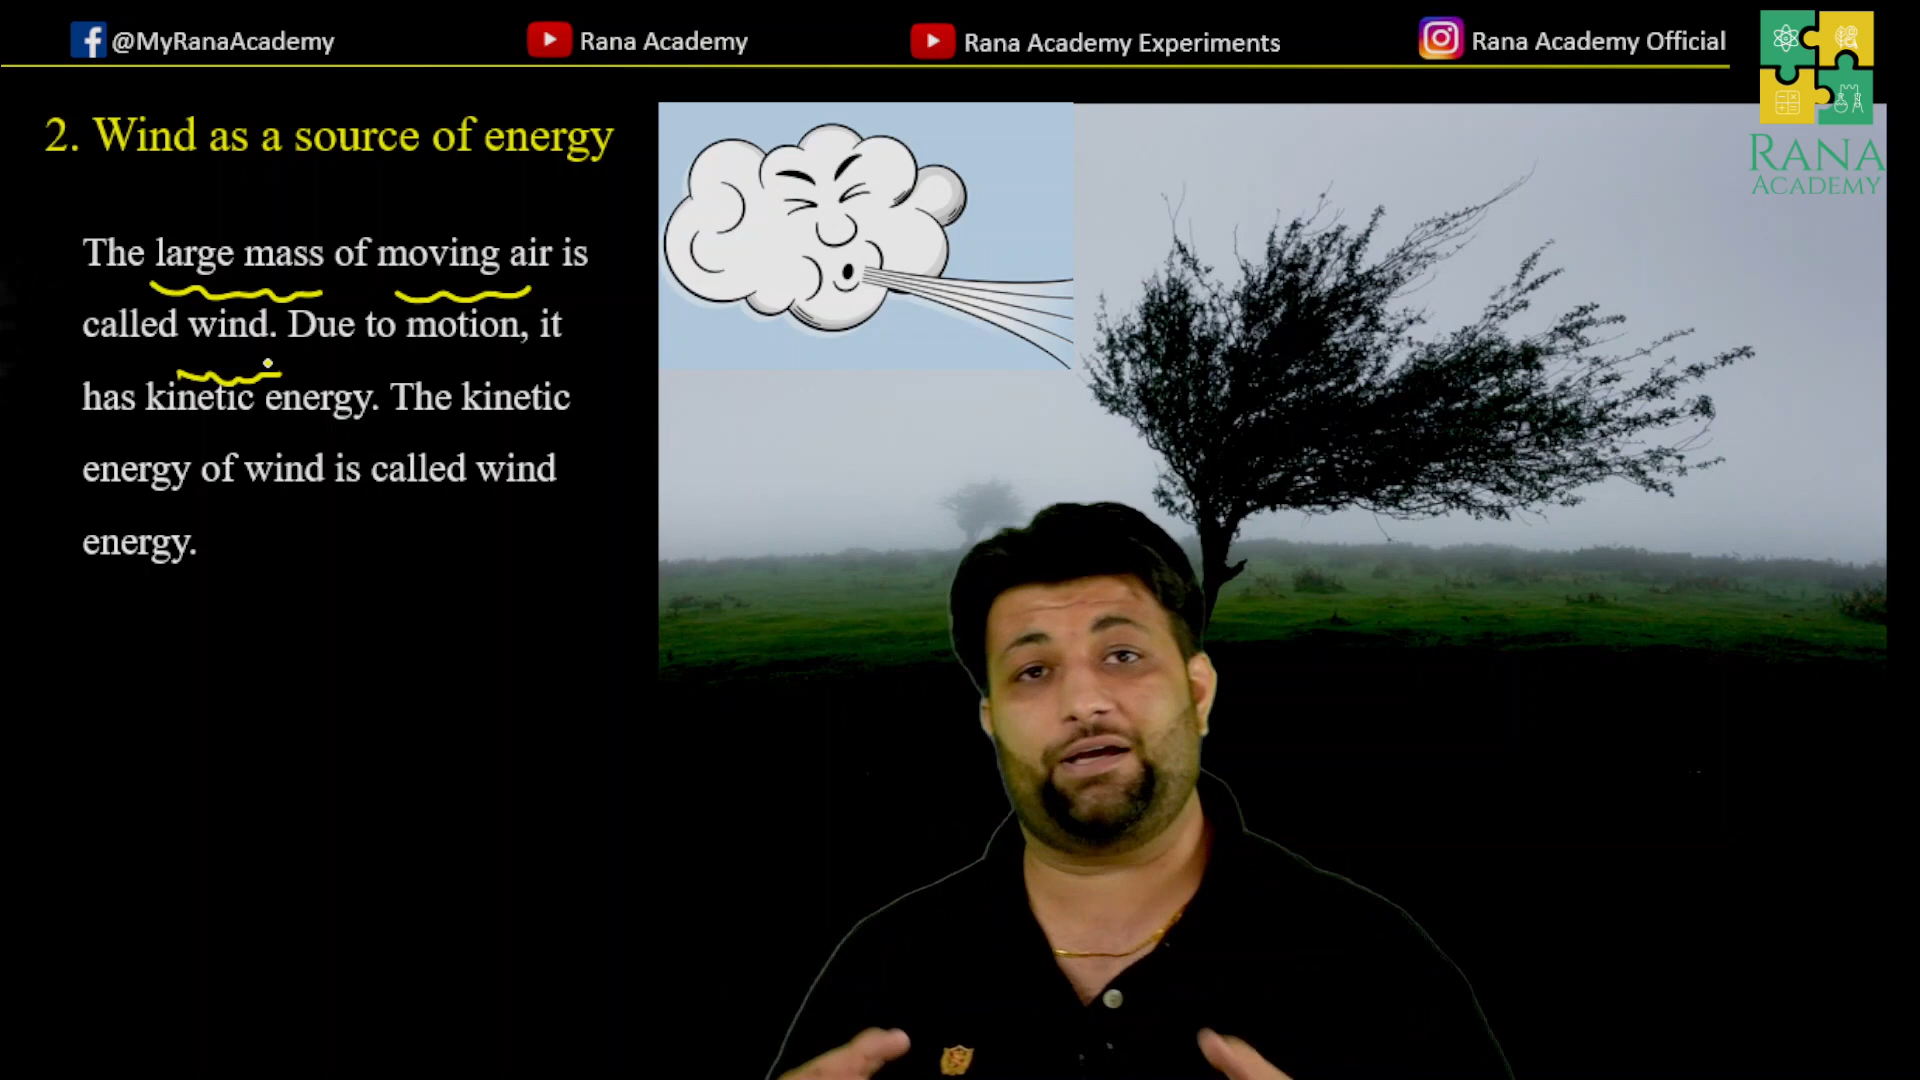 @MyRanaAcademy
Rana Academy
Rana Academy Experiments
Rana Academy Official
RANA
ACADEMY
2. Wind as a source of energy
The large mass of moving air is
called wind. Due to motion, it
has kinetic energy. The kinetic
energy of wind is called wind
energy.